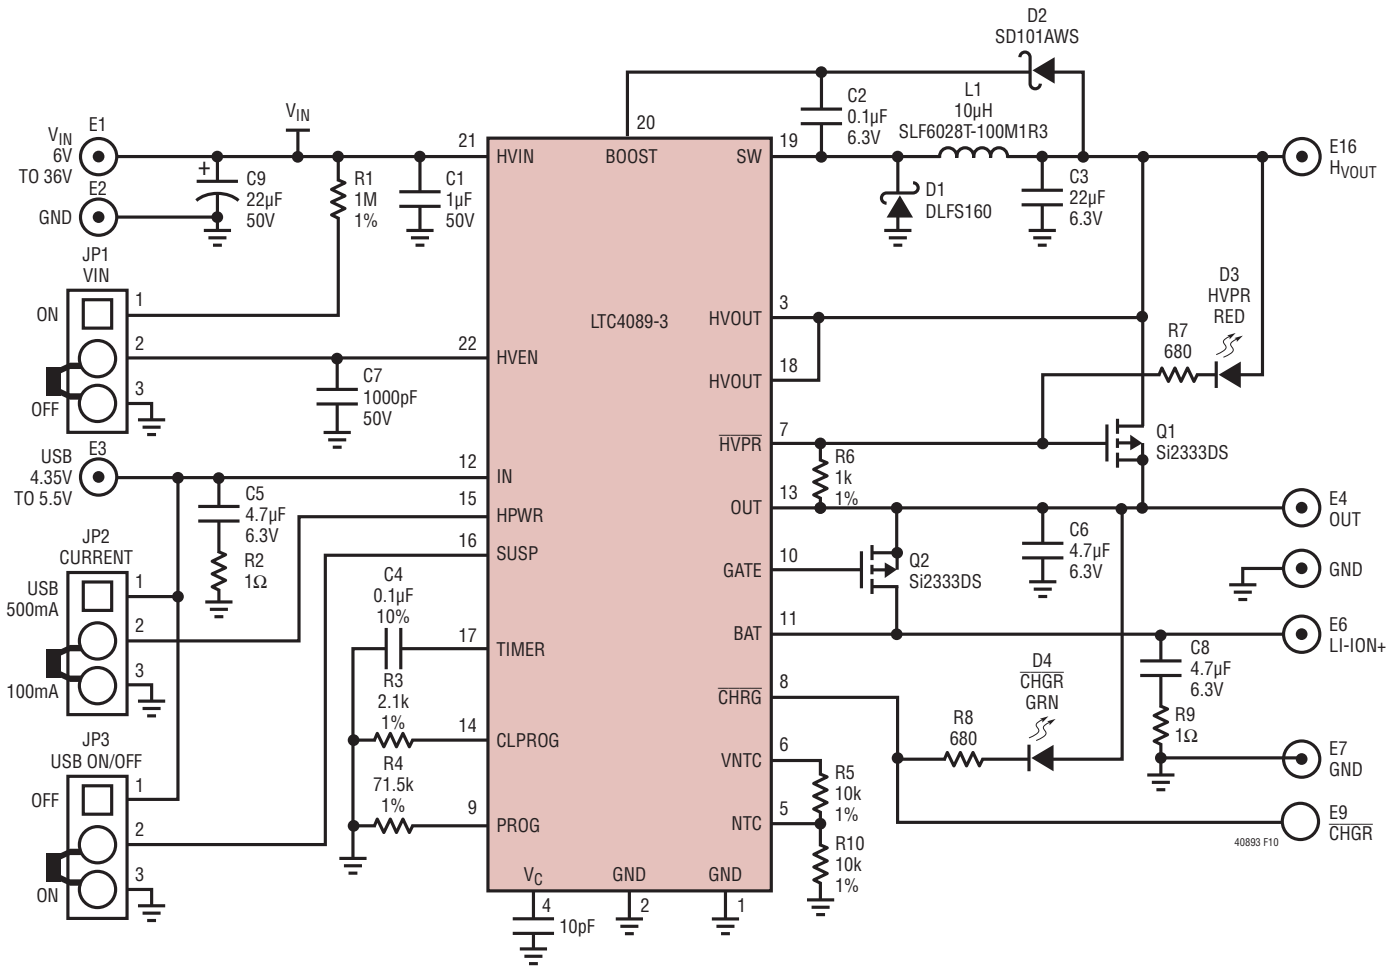 D2
SD101AWS
L1
10µH
SLF6028T-100M1R3
C2
0.1µF
6.3V
20
BOOST
VIN
E1
VIN
6V
TO 36V
21
HVIN
SW
19
E16
HVOUT
E2
GND
C9
22µF
50V
+
R1
1M
1%
C1
1µF
50V
D1
DLFS160
C3
22µF
6.3V
JP1
VIN
ON
1
2
3
OFF
22
HVEN
C7
1000pF
50V
LTC4089-3
HVOUT
3
HVOUT
18
D3
HVPR
RED
R7
680
HVPR
7
Q1
Si2333DS
R6
1k
1%
E3
USB
4.35V
TO 5.5V
12
IN
15
HPWR
16
SUSP
C5
4.7µF
6.3V
R2
1Ω
OUT
13
E4
OUT
C6
4.7µF
6.3V
GATE
10
Q2
Si2333DS
GND
JP2
CURRENT
USB
500mA
1
2
3
100mA
BAT
11
E6
LI-ION+
C4
0.1µF
10%
17
TIMER
C8
4.7µF
6.3V
R9
1Ω
CHRG
8
D4
CHGR
GRN
R8
680
R3
2.1k
1%
14
CLPROG
R4
71.5k
1%
9
PROG
VNTC
6
R5
10k
1%
NTC
5
R10
10k
1%
E7
GND
E9
CHGR
40893 F10
JP3
USB ON/OFF
OFF
1
2
3
ON
VC
GND
GND
4
2
1
10pF